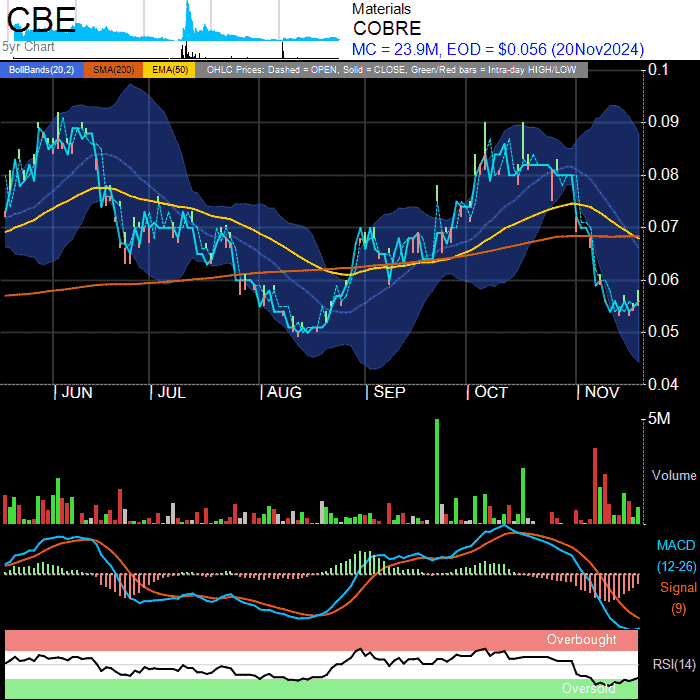 CBE
5yr Chart
Materials
COBRE
MC = 23.9M, EOD = $0.056 (20Nov2024)
BollBands(20,2) SMA(200) EMA(50) OHLC Prices: Dashed = OPEN, Solid = CLOSE, Green/Red bars = Intra-day HIGH/LOW
0.1
0.09
0.08
0.07
0.06
0.05
0.04
JUN JUL AUG SEP OCT NOV
5M
Volume
MACD
(12-26)
Signal
(9)
Overbought
RSI(14)
Oversold